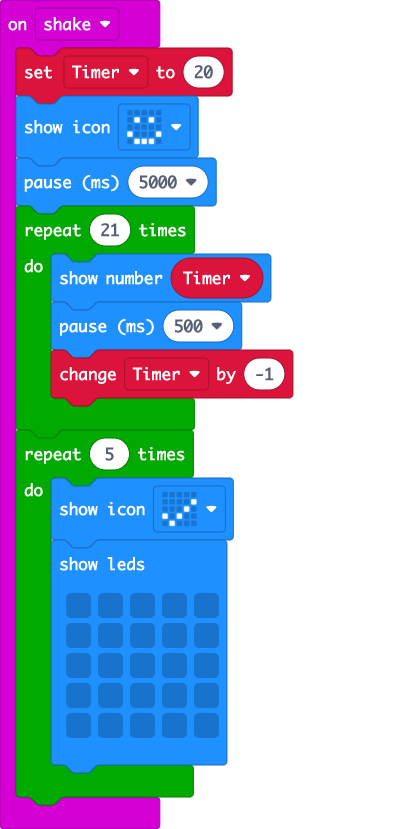 on shake
set Timer to 20
show icon
pause (ms) 5000
repeat 21 times
do
show number Timer
pause (ms) 500
change Timer by -1
repeat 5 times
do
show icon
show leds